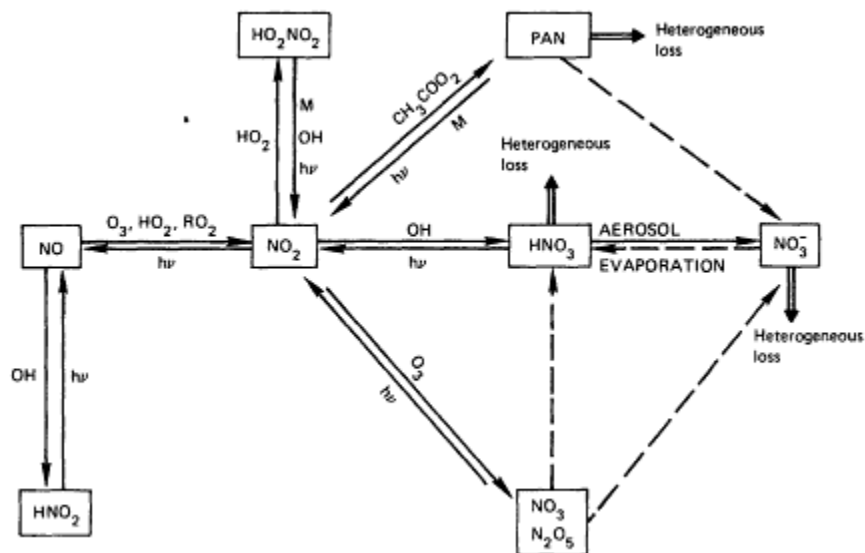 HO₂NO₂
PAN
Heterogeneous
loss
CH₃COO₂
M
HO₂
M
OH
hν
hν
Heterogeneous
loss
O₃, HO₂, RO₂
OH
AEROSOL
NO
NO₂
HNO₃
NO₃⁻
hν
hν
EVAPORATION
Heterogeneous
loss
OH
hν
O₃
hν
HNO₂
NO₃
N₂O₅